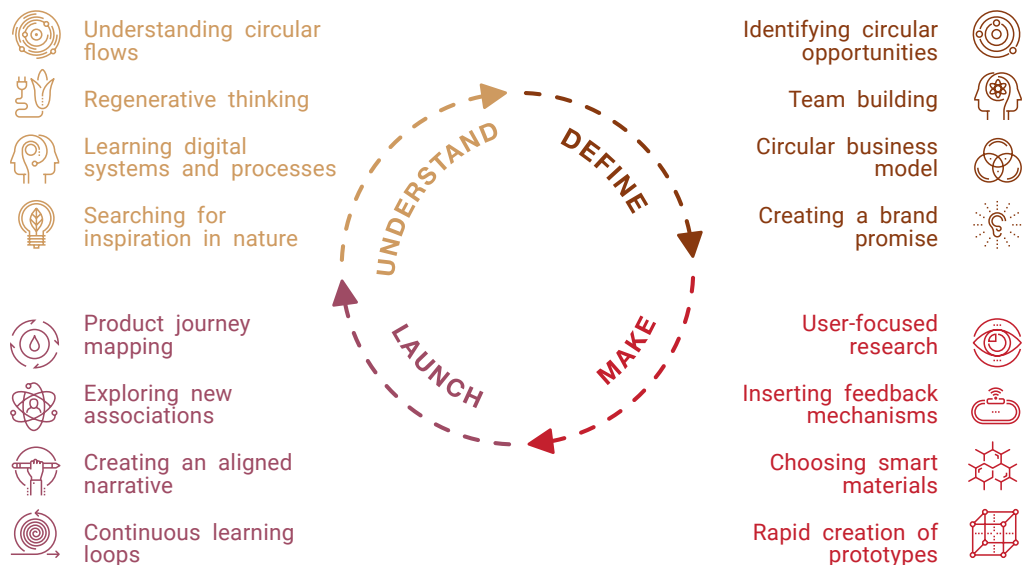 Understanding circular
flows
Regenerative thinking
Learning digital
systems and processes
Searching for
inspiration in nature
UNDERSTAND
DEFINE
Identifying circular
opportunities
Team building
Circular business
model
Creating a brand
promise
Product journey
mapping
Exploring new
associations
Creating an aligned
narrative
Continuous learning
loops
LAUNCH
MAKE
User-focused
research
Inserting feedback
mechanisms
Choosing smart
materials
Rapid creation of
prototypes